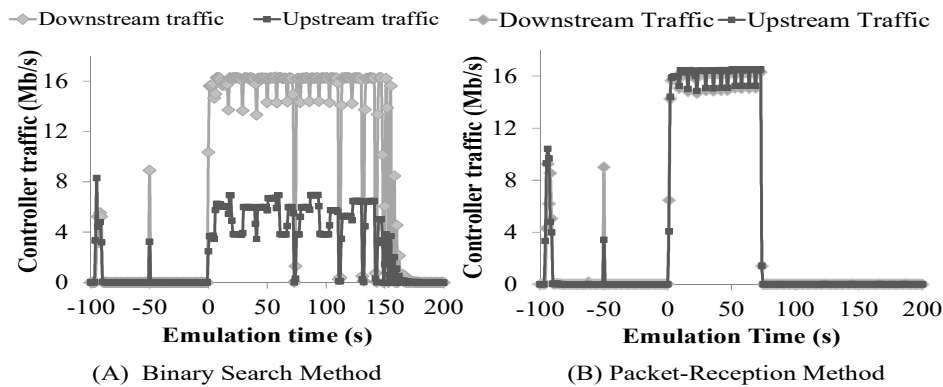 Downstream traffic Upstream traffic
Downstream Traffic Upstream Traffic
Controller traffic (Mb/s)
16
12
8
4
0
-100 -50 0 50 100 150 200
Emulation time (s)
(A) Binary Search Method
Controller traffic (Mb/s)
16
12
8
4
0
-100 -50 0 50 100 150 200
Emulation Time (s)
(B) Packet-Reception Method